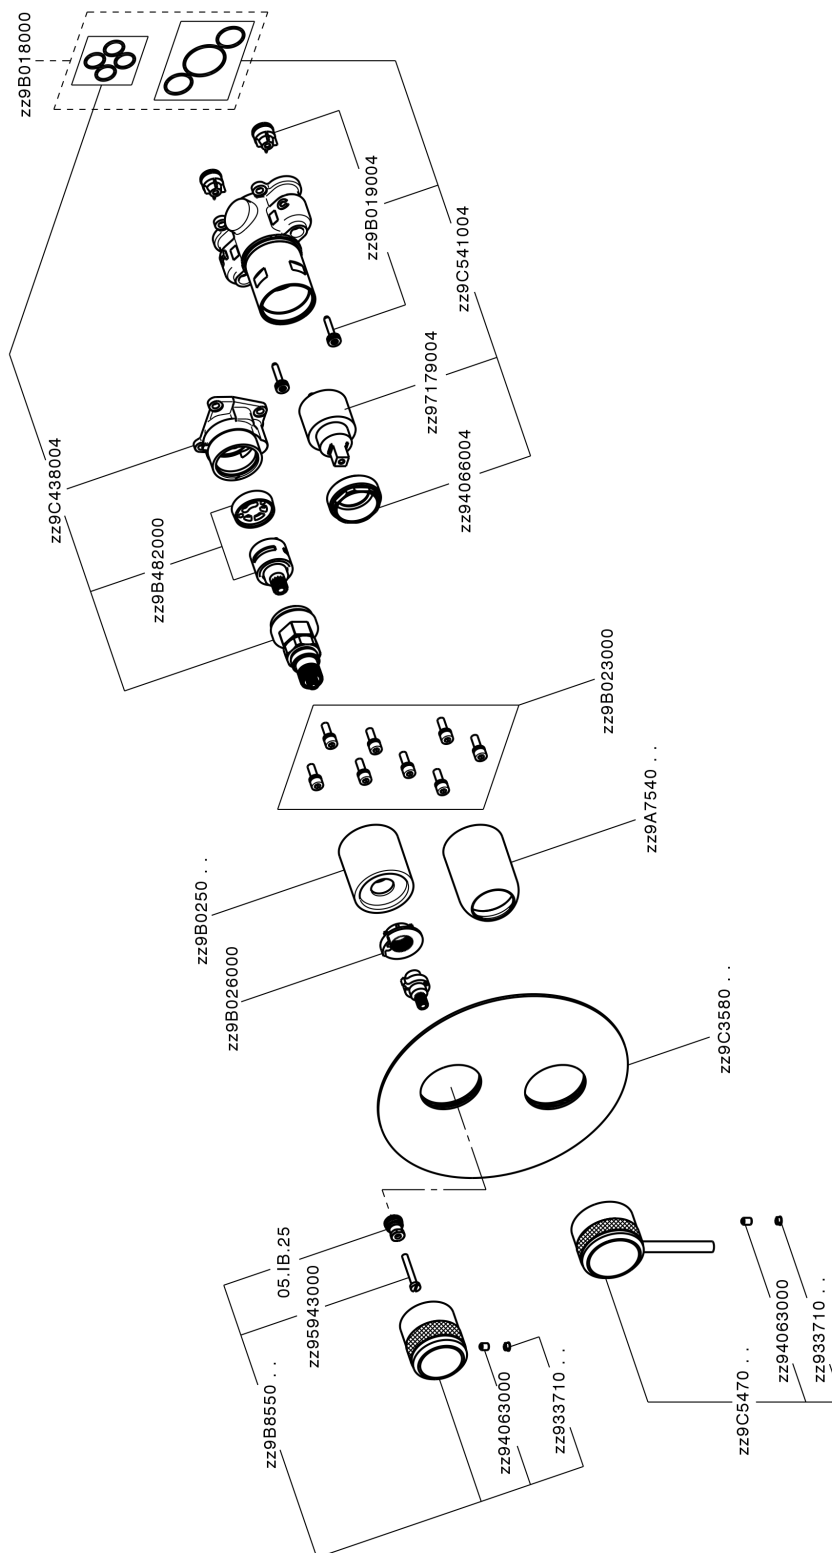 zz9B018000
zz9B019004
zz9C541004
zz97179004
zz94066004
zz9C438004
zz9B482000
zz9B023000
zz9A7540 . .
zz9B0250 . .
zz9B026000
zz9C3580 . .
05.IB.25
zz95943000
zz9B8550 . .
zz94063000
zz933710 . .
zz9C5470 . .
zz94063000
zz933710 . .